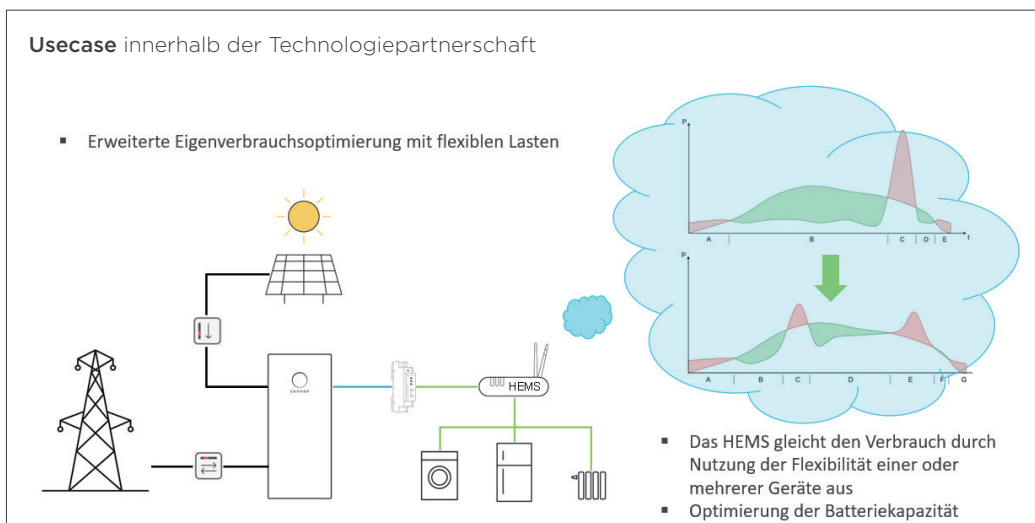 Usecase innerhalb der Technologiepartnerschaft
▪ Erweiterte Eigenverbrauchsoptimierung mit flexiblen Lasten
P
A
B
C
D
E
t
P
A
B
C
D
E
F
G
sonnen
HEMS
▪ Das HEMS gleicht den Verbrauch durch
Nutzung der Flexibilität einer oder
mehrerer Geräte aus
▪ Optimierung der Batteriekapazität